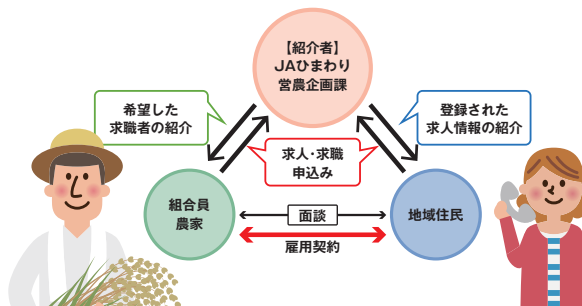 【紹介者】
JAひまわり
営農企画課
希望した
求職者の紹介
登録された
求人情報の紹介
求人・求職
申込み
組合員
農家
面談
地域住民
雇用契約